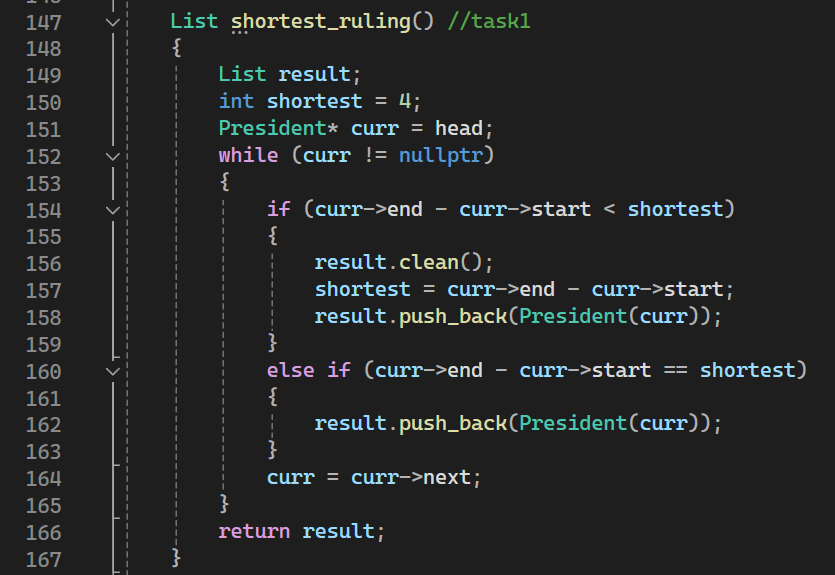 147 List shortest_ruling() //task1
148 {
149 List result;
150 int shortest = 4;
151 President* curr = head;
152 while (curr != nullptr)
153 {
154 if (curr->end - curr->start < shortest)
155 {
156 result.clean();
157 shortest = curr->end - curr->start;
158 result.push_back(President(curr));
159 }
160 else if (curr->end - curr->start == shortest)
161 {
162 result.push_back(President(curr));
163 }
164 curr = curr->next;
165 }
166 return result;
167 }